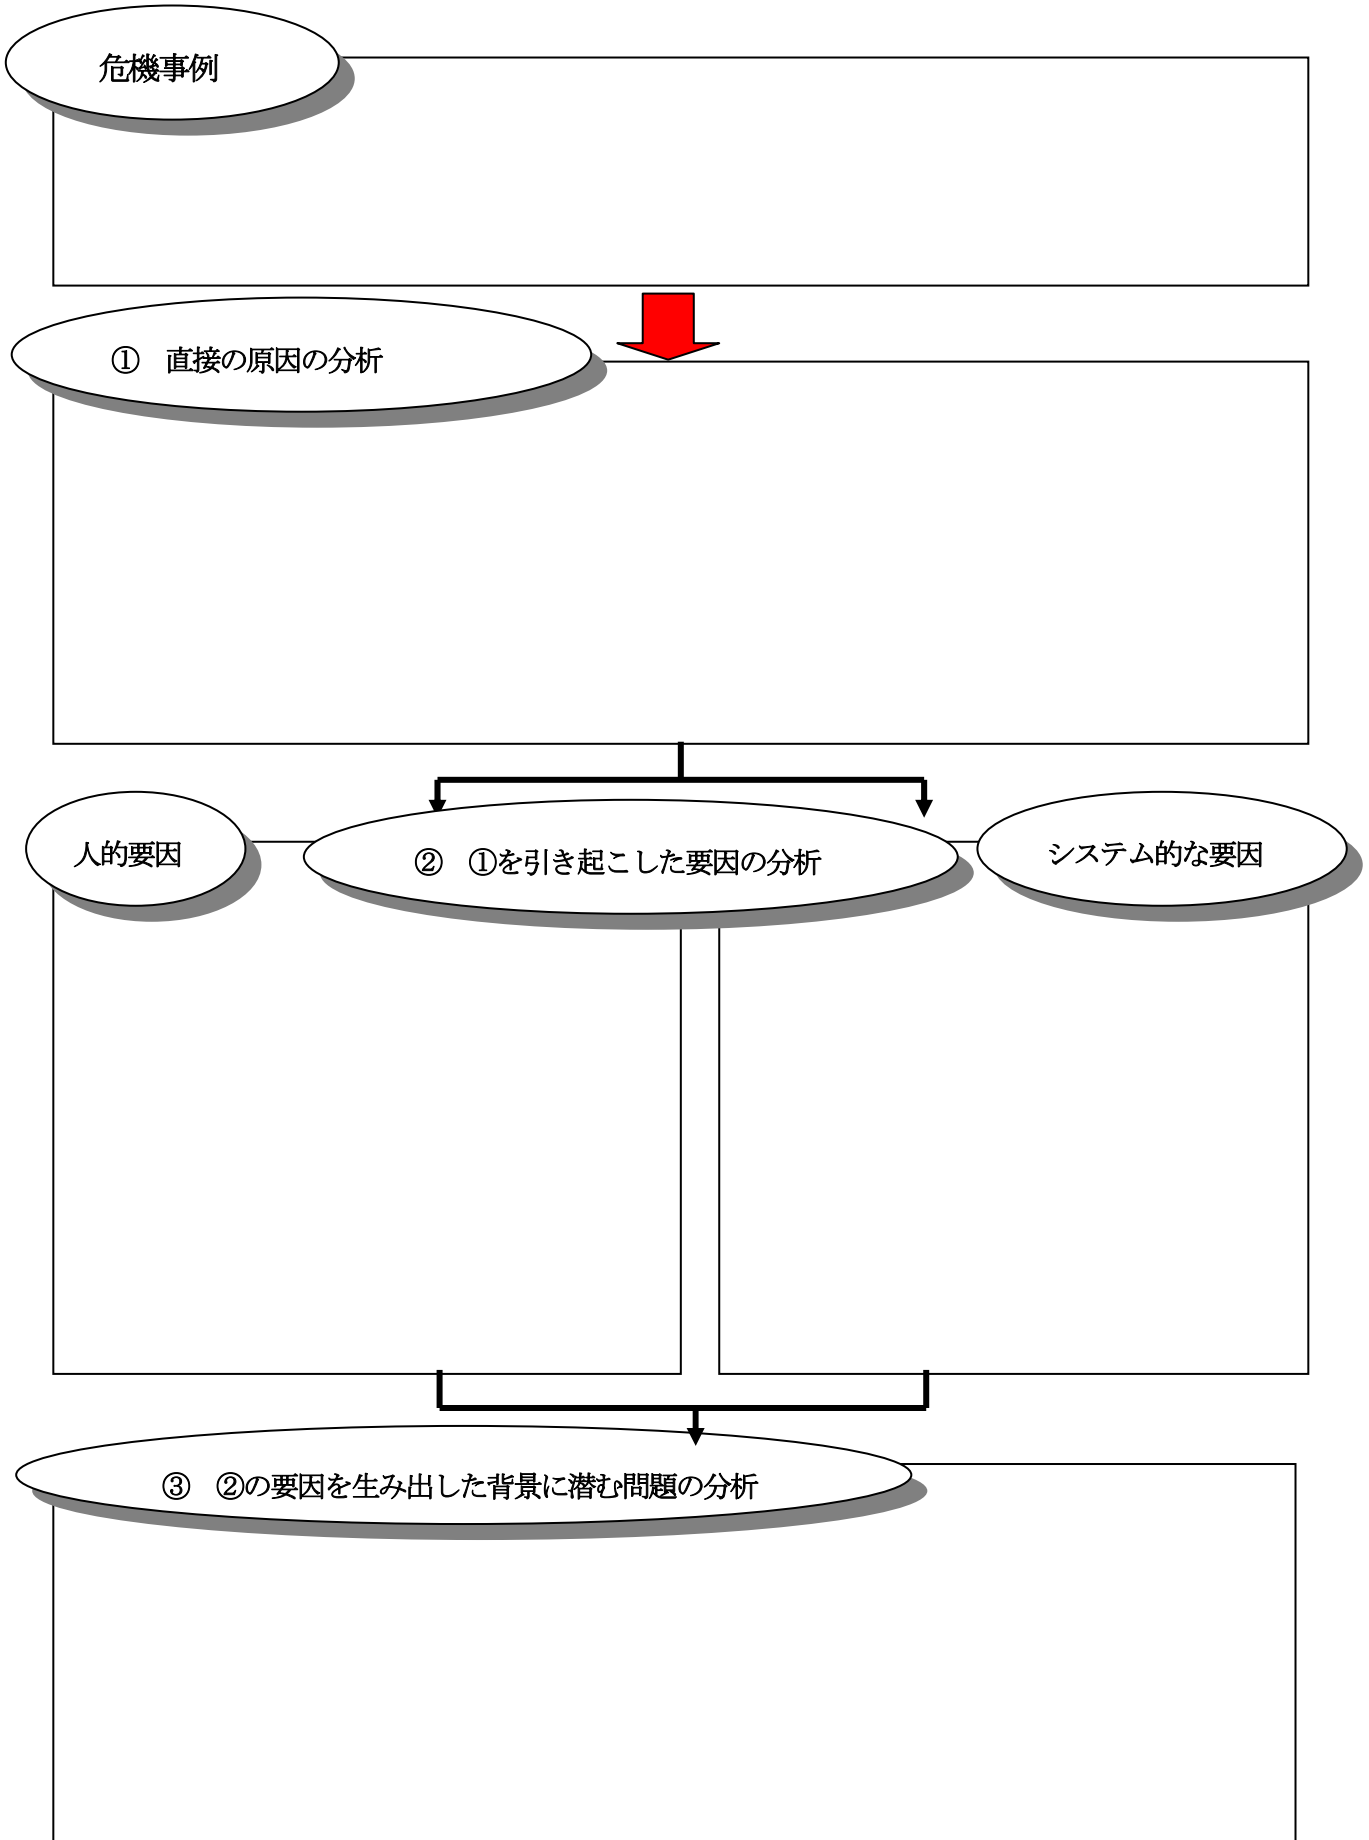 危機事例
①　直接の原因の分析
人的要因
②　①を引き起こした要因の分析
システム的な要因
③　②の要因を生み出した背景に潜む問題の分析